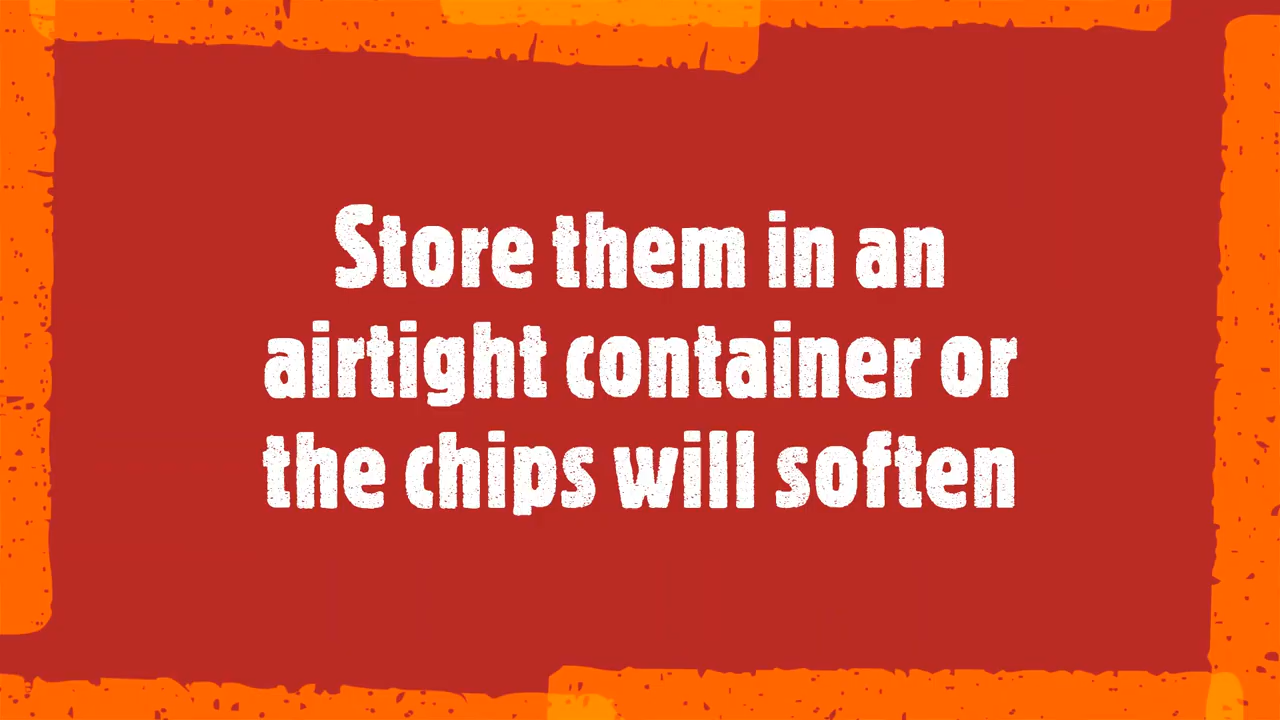 Store them in an
airtight container or
the chips will soften